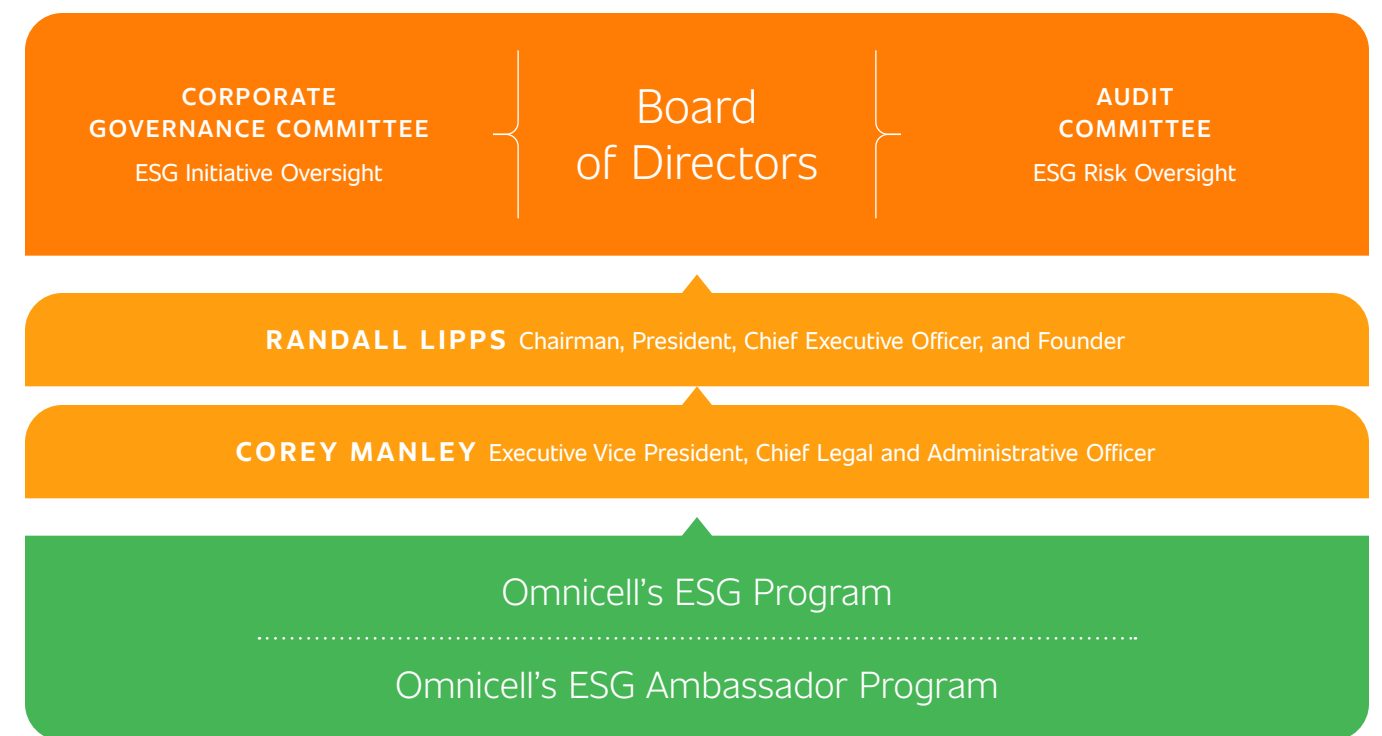 CORPORATE
GOVERNANCE COMMITTEE
ESG Initiative Oversight
Board
of Directors
AUDIT
COMMITTEE
ESG Risk Oversight
RANDALL LIPPS Chairman, President, Chief Executive Officer, and Founder
COREY MANLEY Executive Vice President, Chief Legal and Administrative Officer
Omnicell’s ESG Program
Omnicell’s ESG Ambassador Program